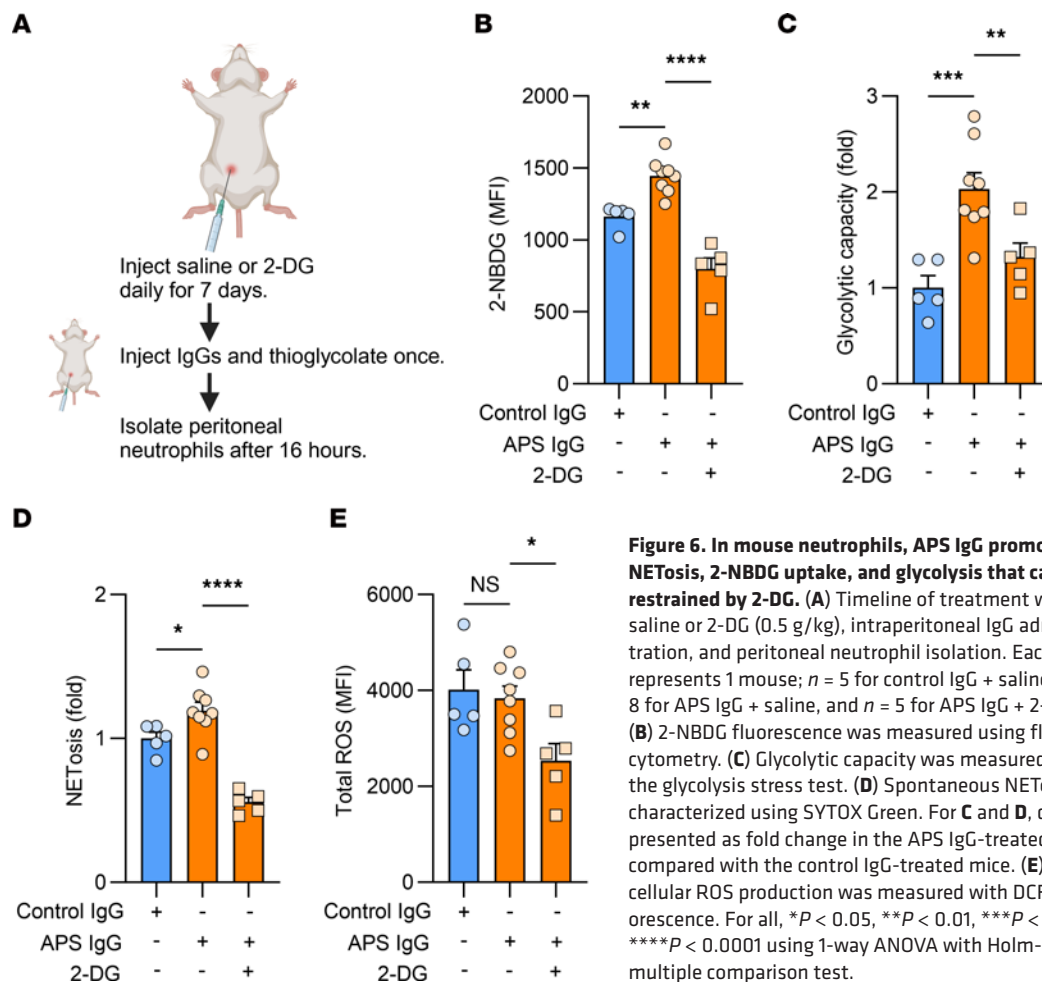 A
Inject saline or 2-DG
daily for 7 days.
Inject IgGs and thioglycolate once.
Isolate peritoneal
neutrophils after 16 hours.
B
****
**
2000
1500
1000
500
0
2-NBDG (MFI)
Control IgG + - -
APS IgG - + +
2-DG - - +
C
**
***
3
2
1
0
Glycolytic capacity (fold)
Control IgG + - -
APS IgG - + +
2-DG - - +
D
****
*
2
1
0
NETosis (fold)
Control IgG + - -
APS IgG - + +
2-DG - - +
E
*
NS
6000
4000
2000
0
Total ROS (MFI)
Control IgG + - -
APS IgG - + +
2-DG - - +
Figure 6. In mouse neutrophils, APS IgG promo
NETosis, 2-NBDG uptake, and glycolysis that ca
restrained by 2-DG. (A) Timeline of treatment w
saline or 2-DG (0.5 g/kg), intraperitoneal IgG ad
tration, and peritoneal neutrophil isolation. Each
represents 1 mouse; n = 5 for control IgG + saline
8 for APS IgG + saline, and n = 5 for APS IgG + 2-
(B) 2-NBDG fluorescence was measured using fl
cytometry. (C) Glycolytic capacity was measured
the glycolysis stress test. (D) Spontaneous NETo
characterized using SYTOX Green. For C and D, 
presented as fold change in the APS IgG-treated
compared with the control IgG-treated mice. (E)
cellular ROS production was measured with DCF
orescence. For all, *P < 0.05, **P < 0.01, ***P <
****P < 0.0001 using 1-way ANOVA with Holm-
multiple comparison test.